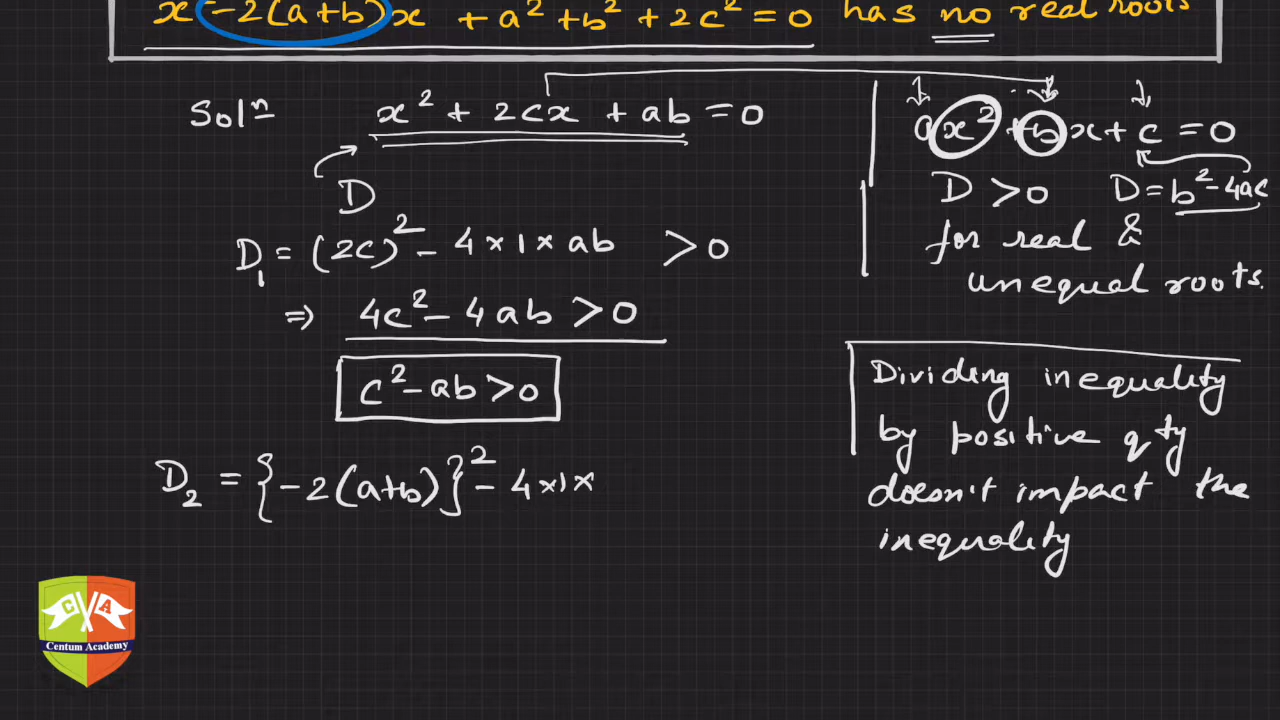 x -2(a+b)x + a² + b² + 2c² = 0 has no real roots
Solⁿ x² + 2cx + ab = 0
D
D₁ = (2c)² - 4×1×ab > 0
⇒ 4c² - 4ab > 0
c² - ab > 0
D₂ = {-2(a+b)}² - 4×1×
ax² + bx + c = 0
D > 0 D = b² - 4ac
for real &
unequal roots.
Dividing inequality
by positive qty
doesn't impact the
inequality
C A
Centum Academy